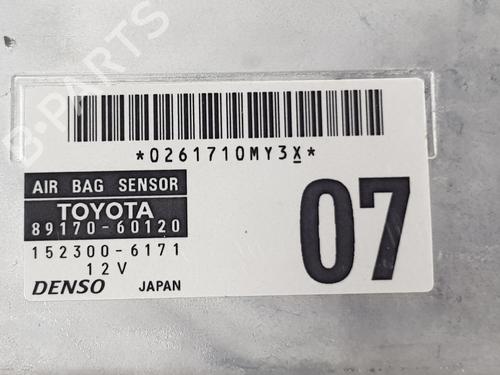 B-PARTS
*0261710MY3X*
AIR BAG SENSOR
TOYOTA
89170-60120
152300-6171
12V
DENSO JAPAN
07